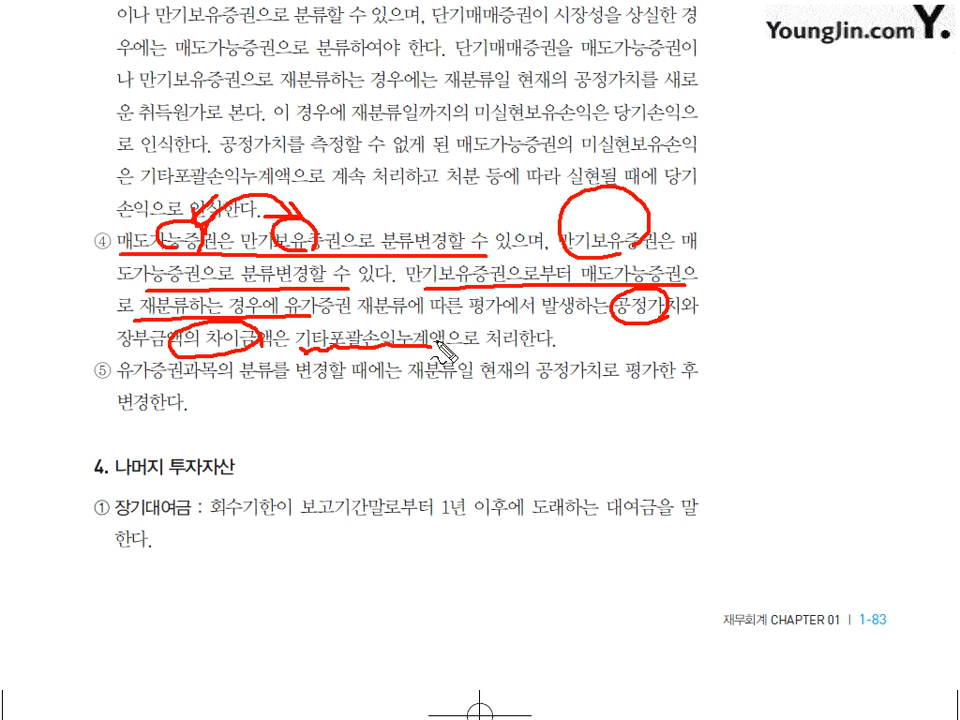 이나 만기보유증권으로 분류할 수 있으며, 단기매매증권이 시장성을 상실한 경
YoungJin.com Y.
우에는 매도가능증권으로 분류하여야 한다. 단기매매증권을 매도가능증권이
나 만기보유증권으로 재분류하는 경우에는 재분류일 현재의 공정가치를 새로
운 취득원가로 본다. 이 경우에 재분류일까지의 미실현보유손익은 당기손익으
로 인식한다. 공정가치를 측정할 수 없게 된 매도가능증권의 미실현보유손익
은 기타포괄손익누계액으로 계속 처리하고 처분 등에 따라 실현될 때에 당기
손익으로 인식한다.
④ 매도가능증권은 만기보유증권으로 분류변경할 수 있으며, 만기보유증권은 매
도가능증권으로 분류변경할 수 있다. 만기보유증권으로부터 매도가능증권으
로 재분류하는 경우에 유가증권 재분류에 따른 평가에서 발생하는 공정가치와
장부금액의 차이금액은 기타포괄손익누계액으로 처리한다.
⑤ 유가증권과목의 분류를 변경할 때에는 재분류일 현재의 공정가치로 평가한 후
변경한다.
4. 나머지 투자자산
① 장기대여금 : 회수기한이 보고기간말로부터 1년 이후에 도래하는 대여금을 말
한다.
재무회계 CHAPTER 01 | 1-83